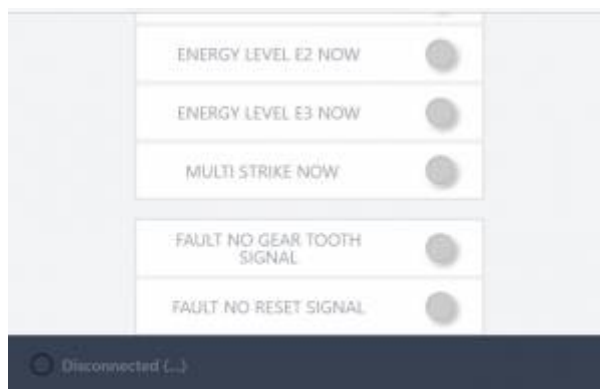 ENERGY LEVEL E2 NOW
ENERGY LEVEL E3 NOW
MULTI STRIKE NOW
FAULT NO GEAR TOOTH
SIGNAL
FAULT NO RESET SIGNAL
Disconnected (...)